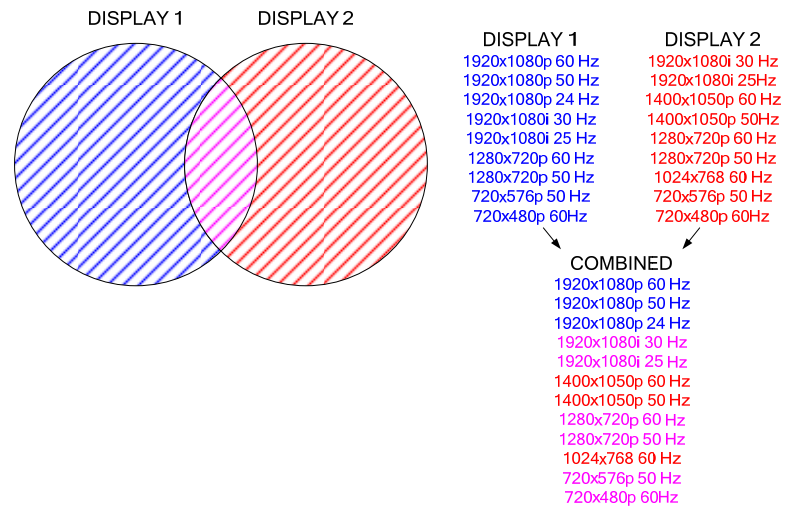 DISPLAY 1
DISPLAY 2
DISPLAY 1
1920x1080p 60 Hz
1920x1080p 50 Hz
1920x1080p 24 Hz
1920x1080i 30 Hz
1920x1080i 25 Hz
1280x720p 60 Hz
1280x720p 50 Hz
720x576p 50 Hz
720x480p 60Hz
DISPLAY 2
1920x1080i 30 Hz
1920x1080i 25Hz
1400x1050p 60 Hz
1400x1050p 50Hz
1280x720p 60 Hz
1280x720p 50 Hz
1024x768 60 Hz
720x576p 50 Hz
720x480p 60Hz
COMBINED
1920x1080p 60 Hz
1920x1080p 50 Hz
1920x1080p 24 Hz
1920x1080i 30 Hz
1920x1080i 25 Hz
1400x1050p 60 Hz
1400x1050p 50 Hz
1280x720p 60 Hz
1280x720p 50 Hz
1024x768 60 Hz
720x576p 50 Hz
720x480p 60Hz